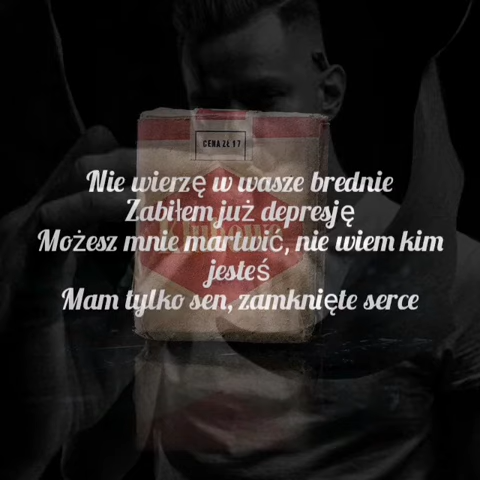 CENA ZŁ 17
Nie wierzę w wasze brednie
Zabiłem już depresję
Możesz mnie martwić, nie wiem kim
jesteś
Mam tylko sen, zamknięte serce